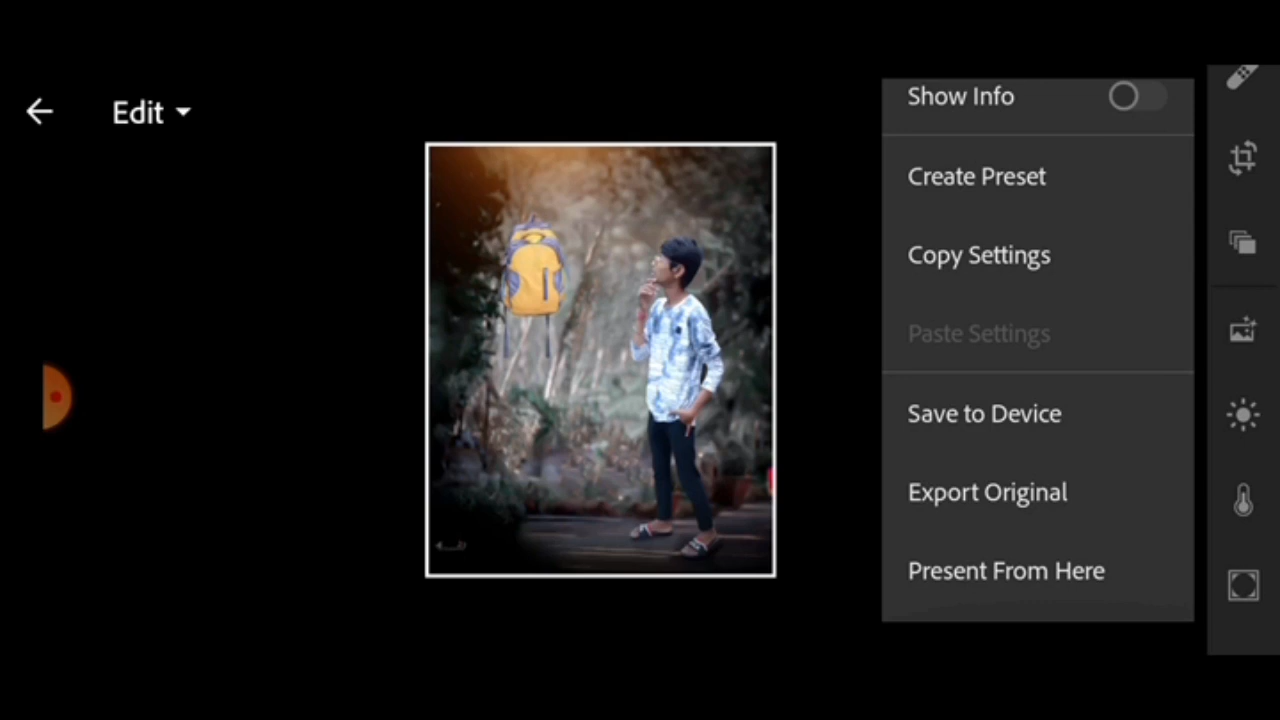 Edit
Show Info
Create Preset
Copy Settings
Paste Settings
Save to Device
Export Original
Present From Here